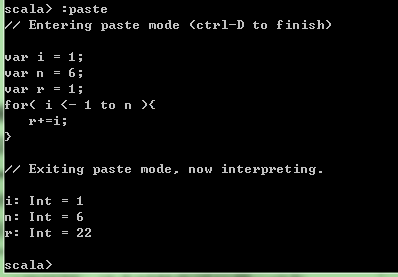 scala> :paste
// Entering paste mode (ctrl-D to finish)
var i = 1;
var n = 6;
var r = 1;
for( i <- 1 to n ){
r+=i;
}
// Exiting paste mode, now interpreting.
i: Int = 1
n: Int = 6
r: Int = 22
scala>